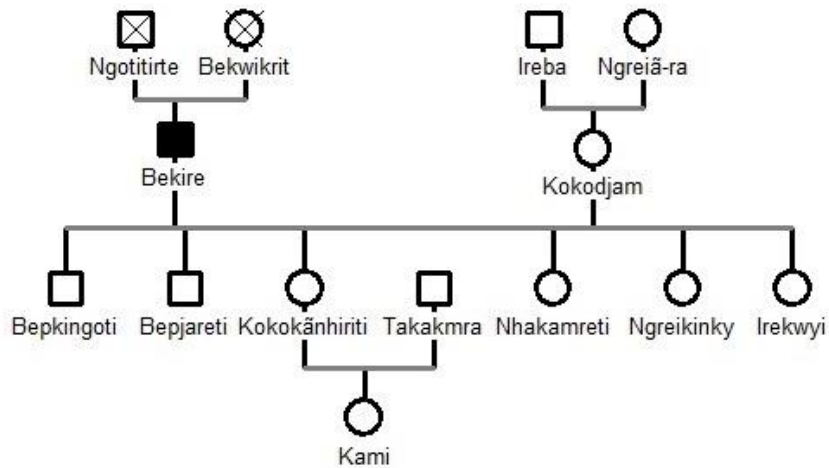 Ngotitirte Bekwikrit Ireba Ngreiã-ra
Bekire Kokodjam
Bepkingoti Bepjareti Kokokãnhiriti Takakmra Nhakamreti Ngreikinky Irekwyi
Kami